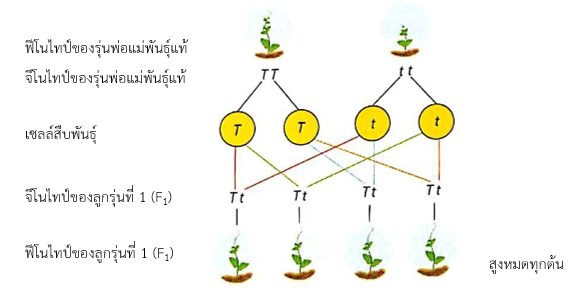 ฟีโนไทป์ของรุ่นพ่อแม่พันธุ์แท้
จีโนไทป์ของรุ่นพ่อแม่พันธุ์แท้ TT tt
เซลล์สืบพันธุ์ T T t t
จีโนไทป์ของลูกรุ่นที่ 1 (F₁) Tt Tt Tt Tt
ฟีโนไทป์ของลูกรุ่นที่ 1 (F₁) สูงหมดทุกต้น